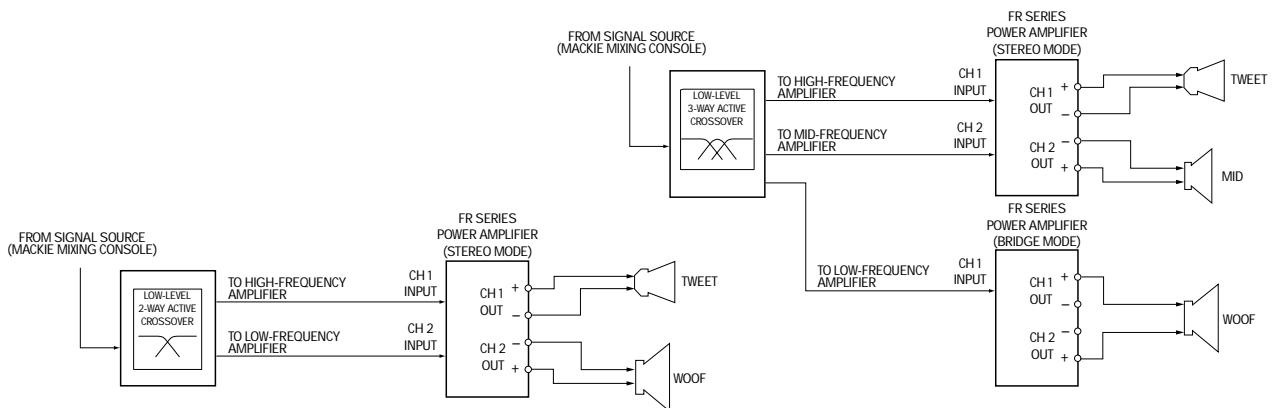 FROM SIGNAL SOURCE
(MACKIE MIXING CONSOLE)
LOW-LEVEL
2-WAY ACTIVE
CROSSOVER
TO HIGH-FREQUENCY
AMPLIFIER
TO LOW-FREQUENCY
AMPLIFIER
CH 1
INPUT
CH 2
INPUT
FR SERIES
POWER AMPLIFIER
(STEREO MODE)
CH 1
OUT
+
−
CH 2
OUT
−
+
TWEET
WOOF
FROM SIGNAL SOURCE
(MACKIE MIXING CONSOLE)
LOW-LEVEL
3-WAY ACTIVE
CROSSOVER
TO HIGH-FREQUENCY
AMPLIFIER
TO MID-FREQUENCY
AMPLIFIER
CH 1
INPUT
CH 2
INPUT
FR SERIES
POWER AMPLIFIER
(STEREO MODE)
CH 1
OUT
+
−
CH 2
OUT
−
+
TWEET
MID
TO LOW-FREQUENCY
AMPLIFIER
CH 1
INPUT
FR SERIES
POWER AMPLIFIER
(BRIDGE MODE)
CH 1
OUT
+
−
CH 2
OUT
−
+
WOOF